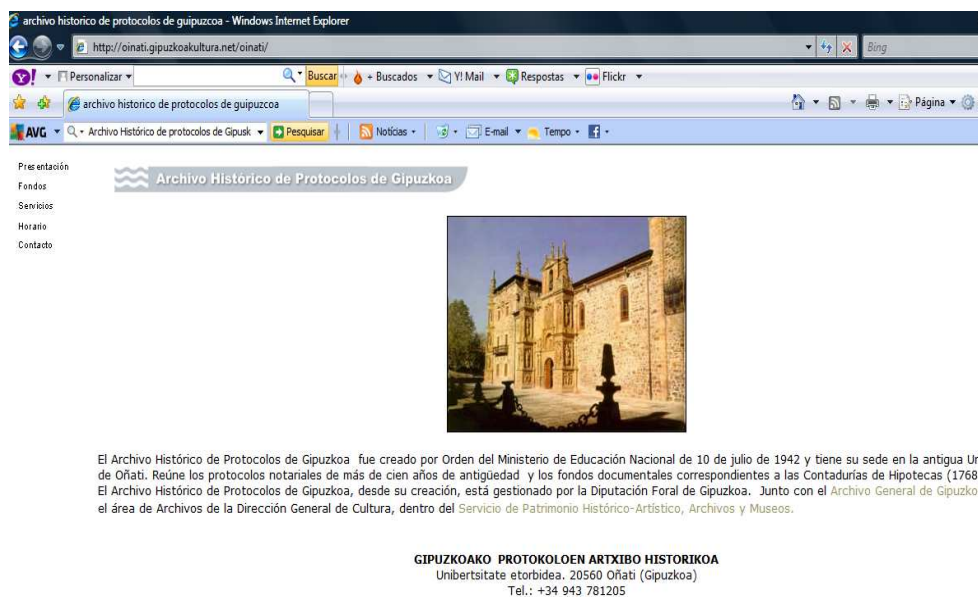 archivo historico de protocolos de guipuzcoa - Windows Internet Explorer
http://oinati.gipuzkoakultura.net/oinati/
Bing
Y! Personalizar Buscar + Buscados Y! Mail Respostas Flickr
archivo historico de protocolos de guipuzcoa
Página
AVG Archivo Histórico de protocolos de Gipusk Pesquisar Notícias E-mail Tempo
Presentación
Fondos
Servicios
Horario
Contacto
Archivo Histórico de Protocolos de Gipuzkoa
El Archivo Histórico de Protocolos de Gipuzkoa fue creado por Orden del Ministerio de Educación Nacional de 10 de julio de 1942 y tiene su sede en la antigua Un
de Oñati. Reúne los protocolos notariales de más de cien años de antigüedad y los fondos documentales correspondientes a las Contadurías de Hipotecas (1768
El Archivo Histórico de Protocolos de Gipuzkoa, desde su creación, está gestionado por la Diputación Foral de Gipuzkoa. Junto con el Archivo General de Gipuzko
el área de Archivos de la Dirección General de Cultura, dentro del Servicio de Patrimonio Histórico-Artístico, Archivos y Museos.
GIPUZKOAKO PROTOKOLOEN ARTXIBO HISTORIKOA
Unibertsitate etorbidea. 20560 Oñati (Gipuzkoa)
Tel.: +34 943 781205